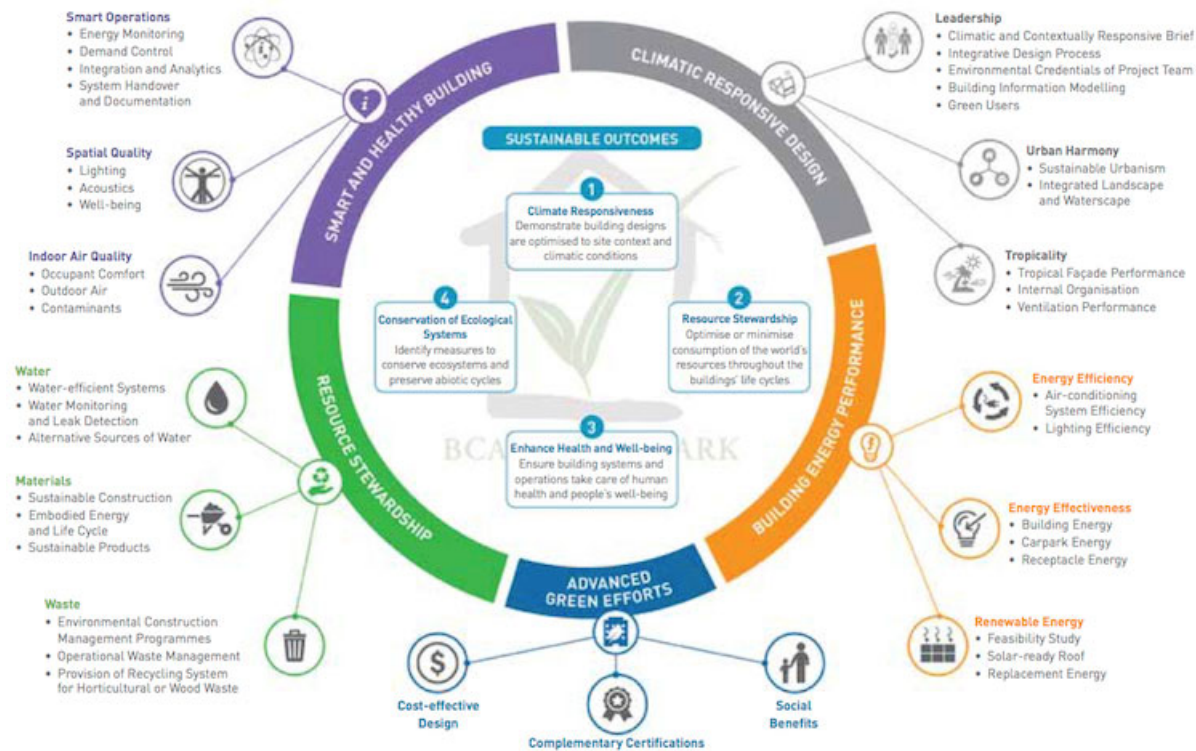 Smart Operations
• Energy Monitoring
• Demand Control
• Integration and Analytics
• System Handover
and Documentation
Spatial Quality
• Lighting
• Acoustics
• Well-being
Indoor Air Quality
• Occupant Comfort
• Outdoor Air
• Contaminants
Water
• Water-efficient Systems
• Water Monitoring
and Leak Detection
• Alternative Sources of Water
Materials
• Sustainable Construction
• Embodied Energy
and Life Cycle
• Sustainable Products
Waste
• Environmental Construction
Management Programmes
• Operational Waste Management
• Provision of Recycling System
for Horticultural or Wood Waste
SMART AND HEALTHY BUILDING
CLIMATIC RESPONSIVE DESIGN
BUILDING ENERGY PERFORMANCE
ADVANCED
GREEN EFFORTS
RESOURCE STEWARDSHIP
SUSTAINABLE OUTCOMES
1
Climate Responsiveness
Demonstrate building designs
are optimised to site context and
climatic conditions
2
Resource Stewardship
Optimise or minimise
consumption of the world's
resources throughout the
buildings' life cycles
3
Enhance Health and Well-being
Ensure building systems and
operations take care of human
health and people's well-being
4
Conservation of Ecological
Systems
Identify measures to
conserve ecosystems and
preserve abiotic cycles
BCA
ARK
Leadership
• Climatic and Contextually Responsive Brief
• Integrative Design Process
• Environmental Credentials of Project Team
• Building Information Modelling
• Green Users
Urban Harmony
• Sustainable Urbanism
• Integrated Landscape
and Waterscape
Tropicality
• Tropical Façade Performance
• Internal Organisation
• Ventilation Performance
Energy Efficiency
• Air-conditioning
System Efficiency
• Lighting Efficiency
Energy Effectiveness
• Building Energy
• Carpark Energy
• Receptacle Energy
Renewable Energy
• Feasibility Study
• Solar-ready Roof
• Replacement Energy
$
Cost-effective
Design
Complementary Certifications
Social
Benefits